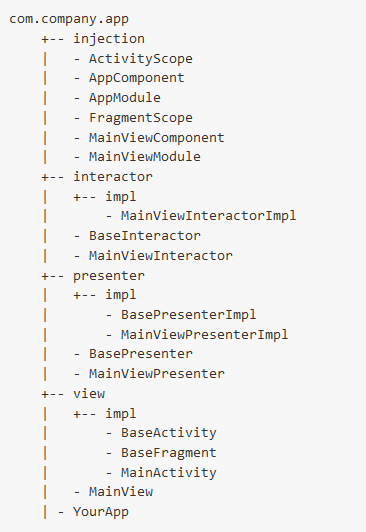 com.company.app
    +-- injection
    |   - ActivityScope
    |   - AppComponent
    |   - AppModule
    |   - FragmentScope
    |   - MainViewComponent
    |   - MainViewModule
    +-- interactor
    |   +-- impl
    |       - MainViewInteractorImpl
    |   - BaseInteractor
    |   - MainViewInteractor
    +-- presenter
    |   +-- impl
    |       - BasePresenterImpl
    |       - MainViewPresenterImpl
    |   - BasePresenter
    |   - MainViewPresenter
    +-- view
    |   +-- impl
    |       - BaseActivity
    |       - BaseFragment
    |       - MainActivity
    |   - MainView
    | - YourApp